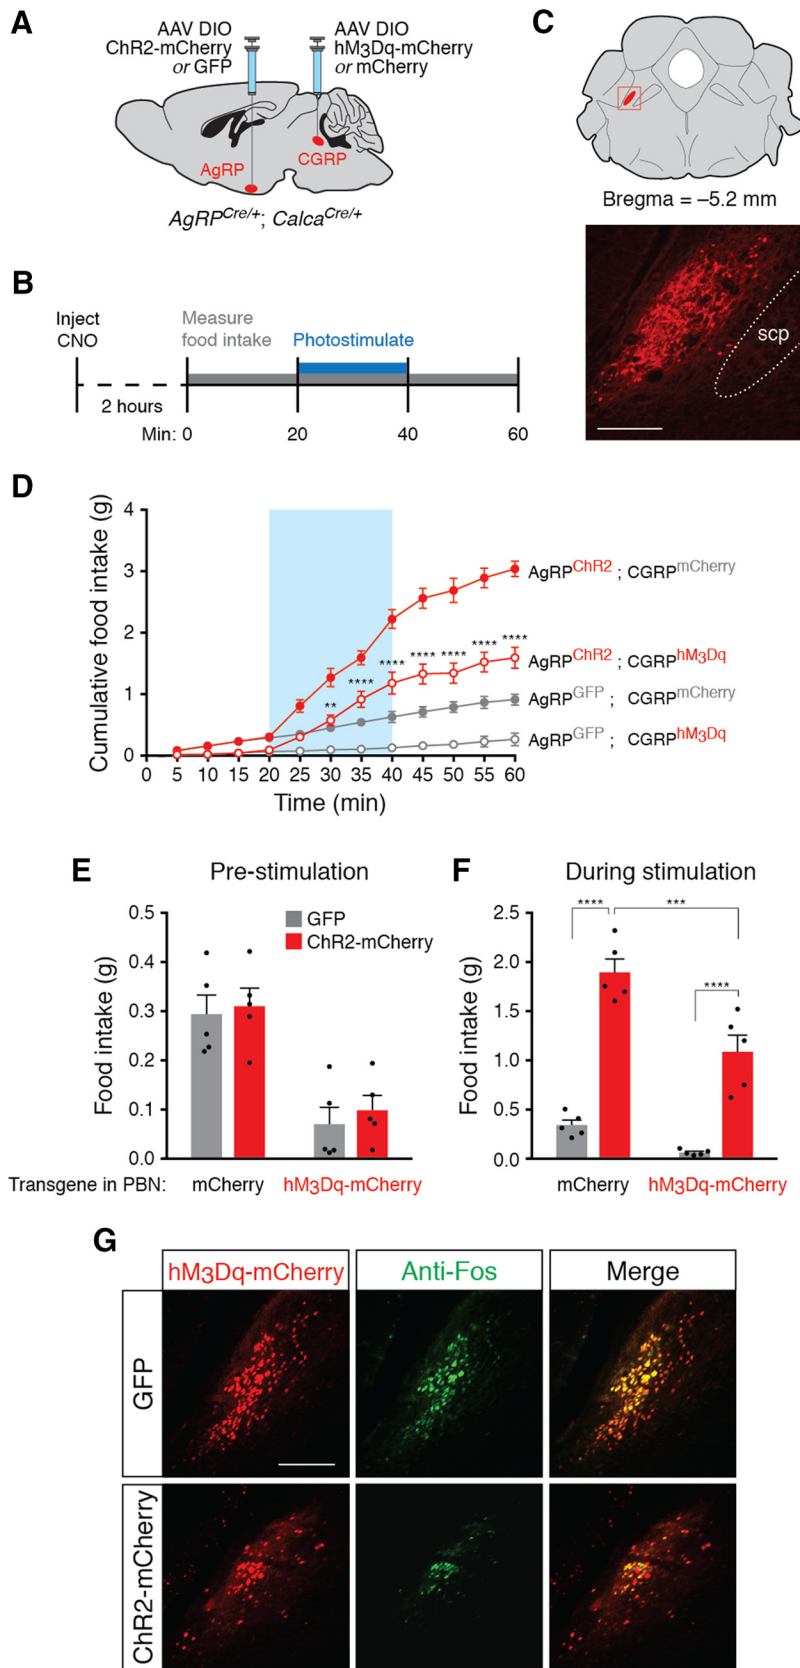 A
AAV DIO
ChR2-mCherry
or GFP
AAV DIO
hM3Dq-mCherry
or mCherry
AgRP
CGRP
AgRPCre/+; CalcaCre/+
B
Inject
CNO
Measure
food intake
Photostimulate
2 hours
Min: 0 20 40 60
C
Bregma = –5.2 mm
scp
D
Cumulative food intake (g)
4
3
2
1
0
0 5 10 15 20 25 30 35 40 45 50 55 60
Time (min)
** **** **** **** **** **** ****
AgRPChR2 ; CGRPmCherry
AgRPChR2 ; CGRPhM3Dq
AgRPGFP ; CGRPmCherry
AgRPGFP ; CGRPhM3Dq
E
Pre-stimulation
Food intake (g)
0.5
0.4
0.3
0.2
0.1
0.0
GFP
ChR2-mCherry
Transgene in PBN: mCherry hM3Dq-mCherry
F
During stimulation
Food intake (g)
2.5
2.0
1.5
1.0
0.5
0.0
**** ***
****
mCherry hM3Dq-mCherry
G
hM3Dq-mCherry Anti-Fos Merge
GFP
ChR2-mCherry